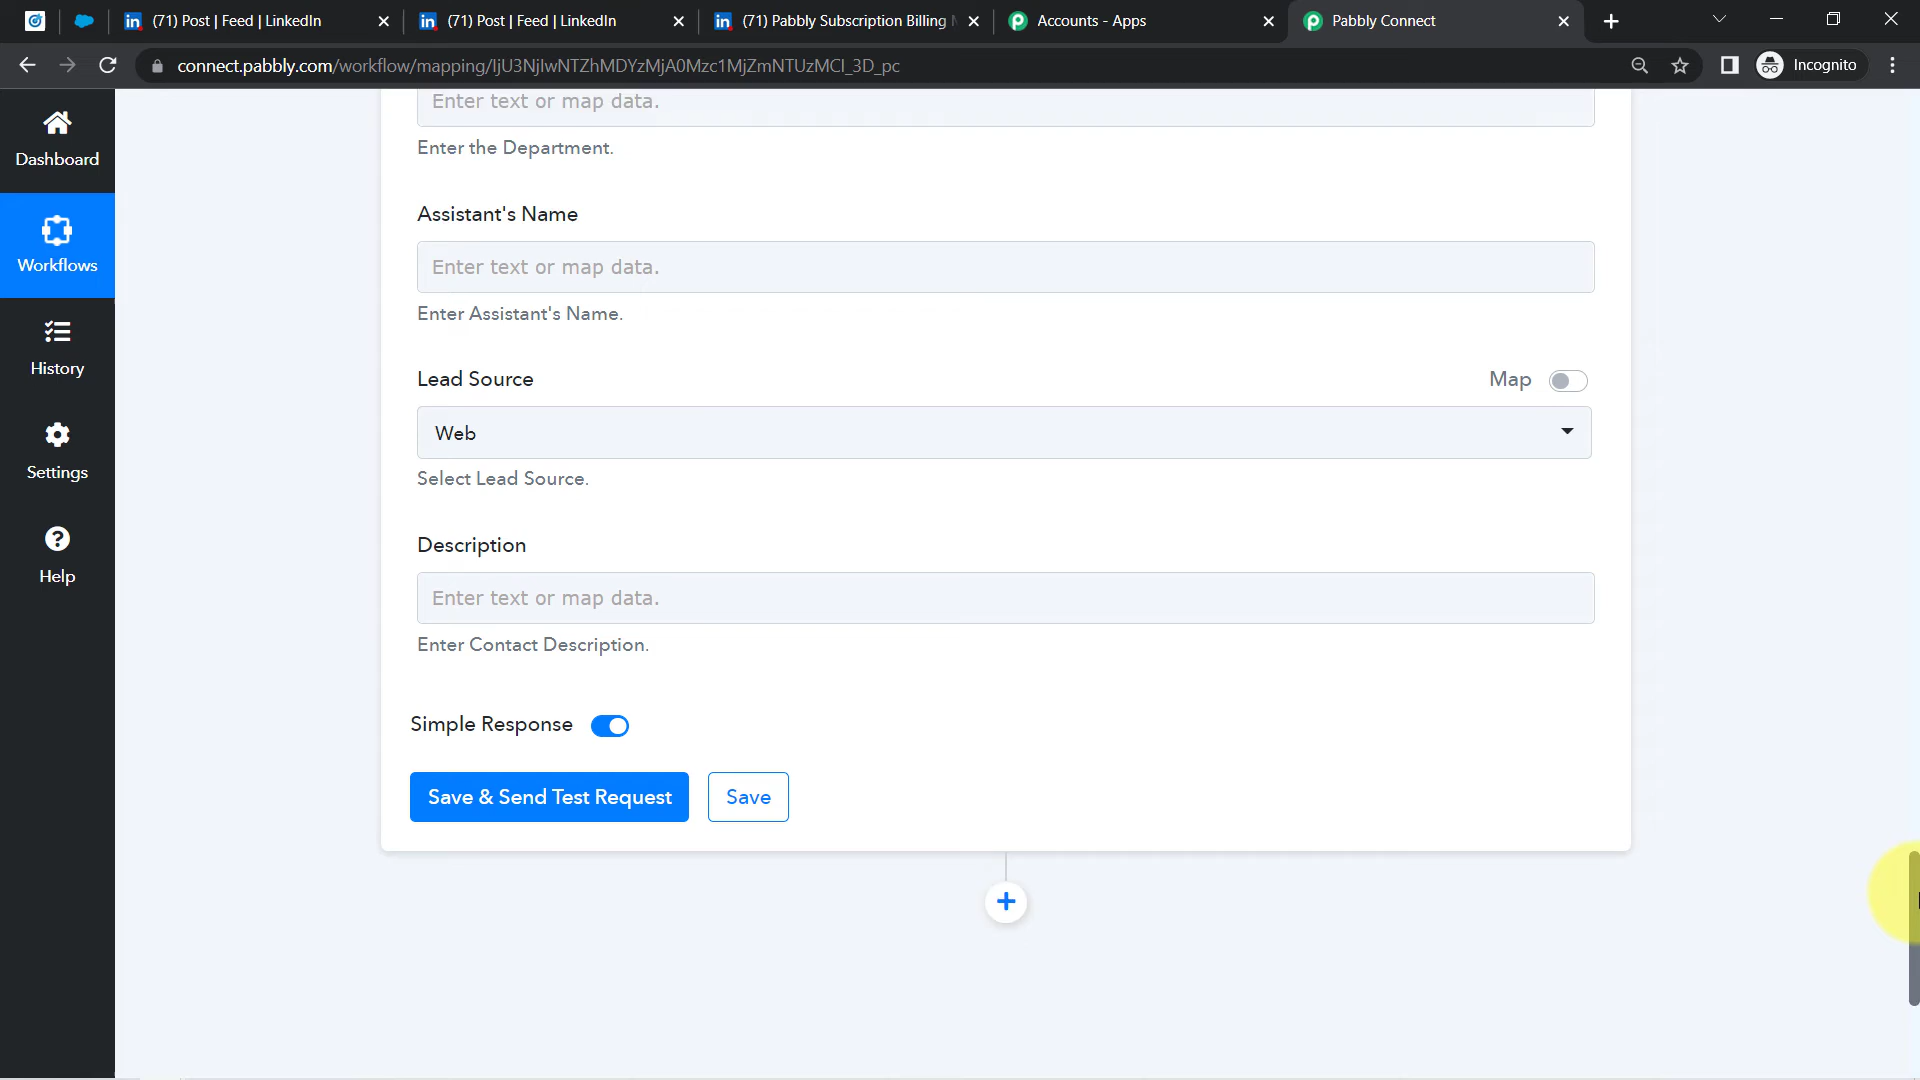 (71) Post | Feed | LinkedIn
(71) Post | Feed | LinkedIn
(71) Pabbly Subscription Billing
Accounts - Apps
Pabbly Connect
connect.pabbly.com/workflow/mapping/
Incognito
Dashboard
Workflows
History
Settings
Help
Enter text or map data.
Enter the Department.
Assistant's Name
Enter text or map data.
Enter Assistant's Name.
Lead Source
Map
Web
Select Lead Source.
Description
Enter text or map data.
Enter Contact Description.
Simple Response
Save & Send Test Request
Save